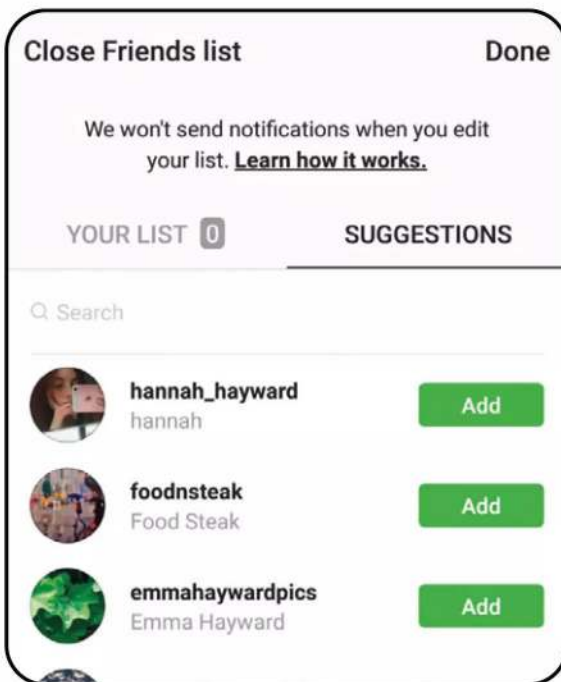 Close Friends list Done
We won't send notifications when you edit
your list. Learn how it works.
YOUR LIST 0 SUGGESTIONS
Search
hannah_hayward
hannah
Add
foodnsteak
Food Steak
Add
emmahaywardpics
Emma Hayward
Add